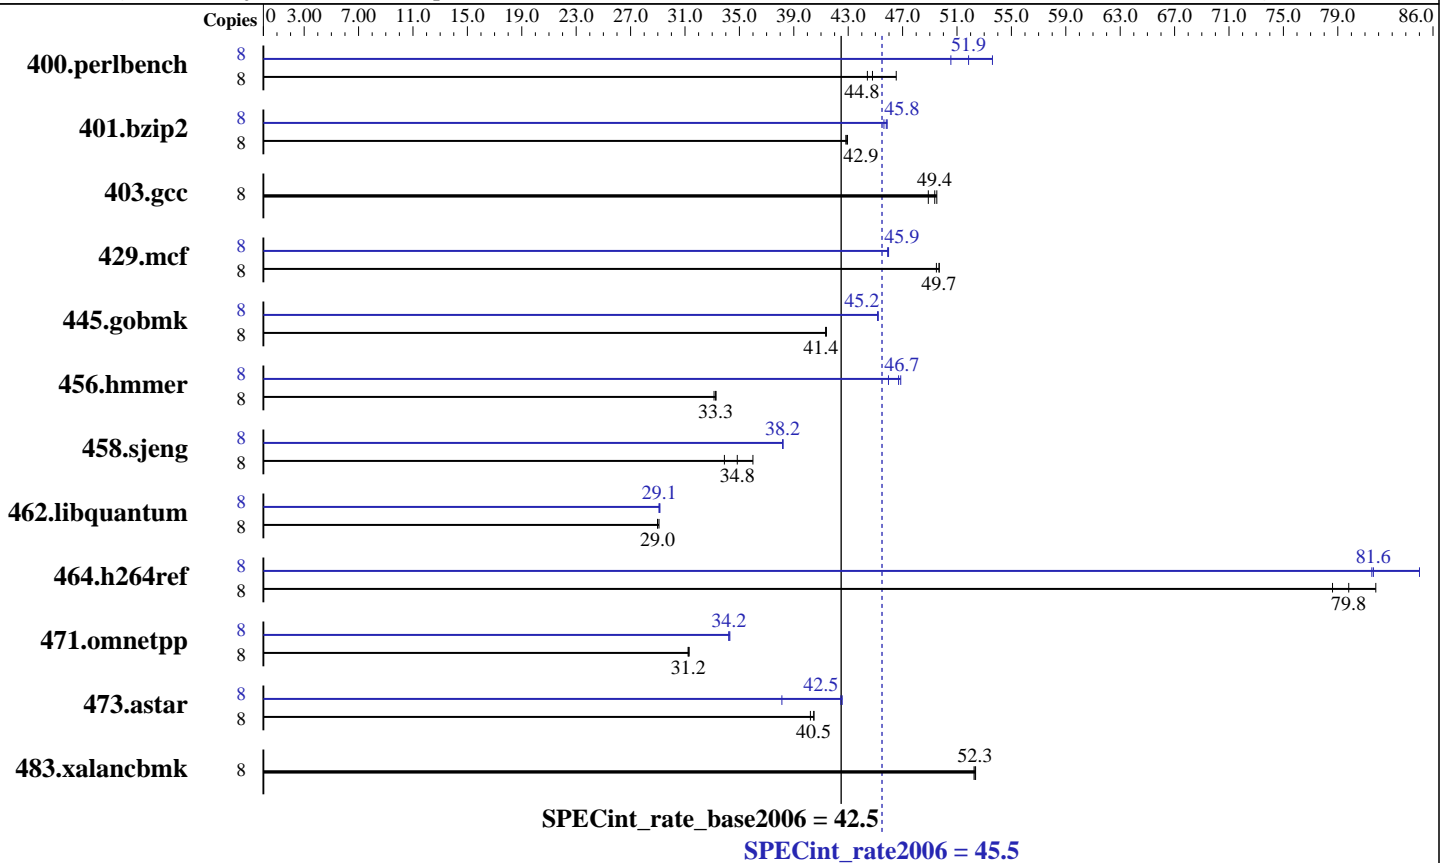 Copies 0 3.00 7.00 11.0 15.0 19.0 23.0 27.0 31.0 35.0 39.0 43.0 47.0 51.0 55.0 59.0 63.0 67.0 71.0 75.0 79.0 86.0
400.perlbench 8 51.9
8 44.8
401.bzip2 8 45.8
8 42.9
403.gcc 8 49.4
429.mcf 8 45.9
8 49.7
445.gobmk 8 45.2
8 41.4
456.hmmer 8 46.7
8 33.3
458.sjeng 8 38.2
8 34.8
462.libquantum 8 29.1
8 29.0
464.h264ref 8 81.6
8 79.8
471.omnetpp 8 34.2
8 31.2
473.astar 8 42.5
8 40.5
483.xalancbmk 8 52.3
SPECint_rate_base2006 = 42.5
SPECint_rate2006 = 45.5